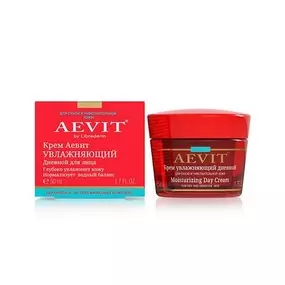 AEVIT
by Librederm
Крем Аевит
УВЛАЖНЯЮЩИЙ
Дневной для лица
Глубоко увлажняет кожу
Нормализует водный баланс
50 мл
1.7 FL.OZ.
AEVIT
Крем увлажняющий дневной
Moisturizing Day Cream